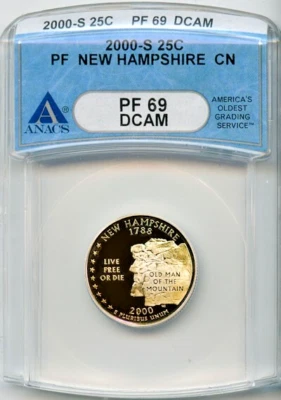 2000-S 25C PF 69 DCAM
2000-S 25C
PF NEW HAMPSHIRE CN
ANACS
PF 69
DCAM
AMERICA'S
OLDEST
GRADING
SERVICE™
NEW HAMPSHIRE
1788
LIVE
FREE
OR DIE
OLD MAN
OF THE
MOUNTAIN
2000
E PLURIBUS UNUM